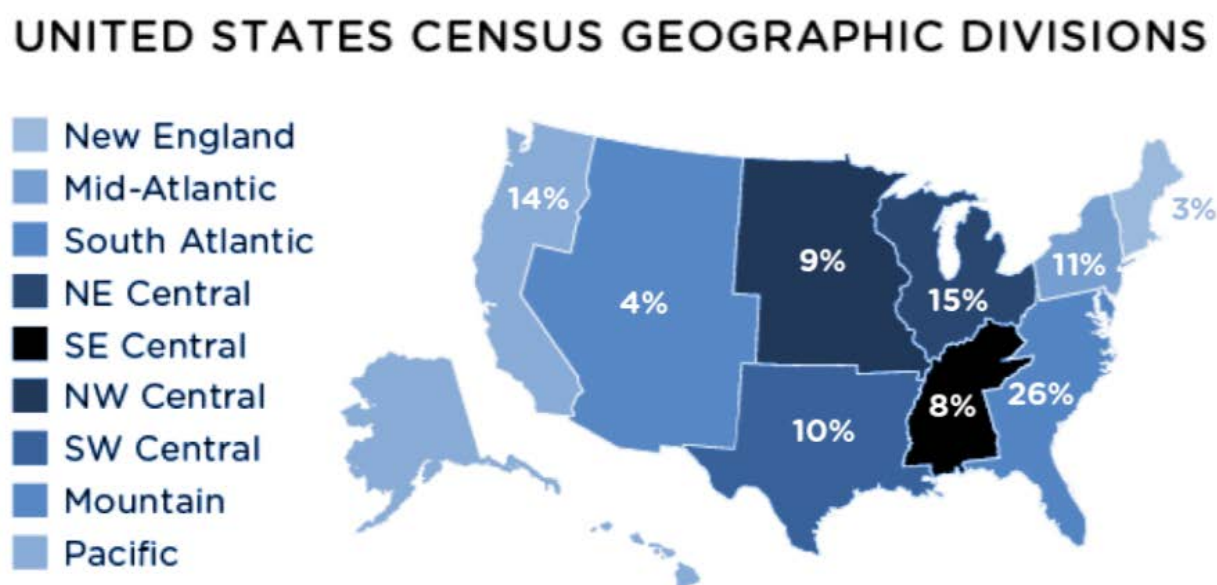 UNITED STATES CENSUS GEOGRAPHIC DIVISIONS
New England
Mid-Atlantic
South Atlantic
NE Central
SE Central
NW Central
SW Central
Mountain
Pacific
14%
4%
9%
15%
11%
3%
10%
8%
26%